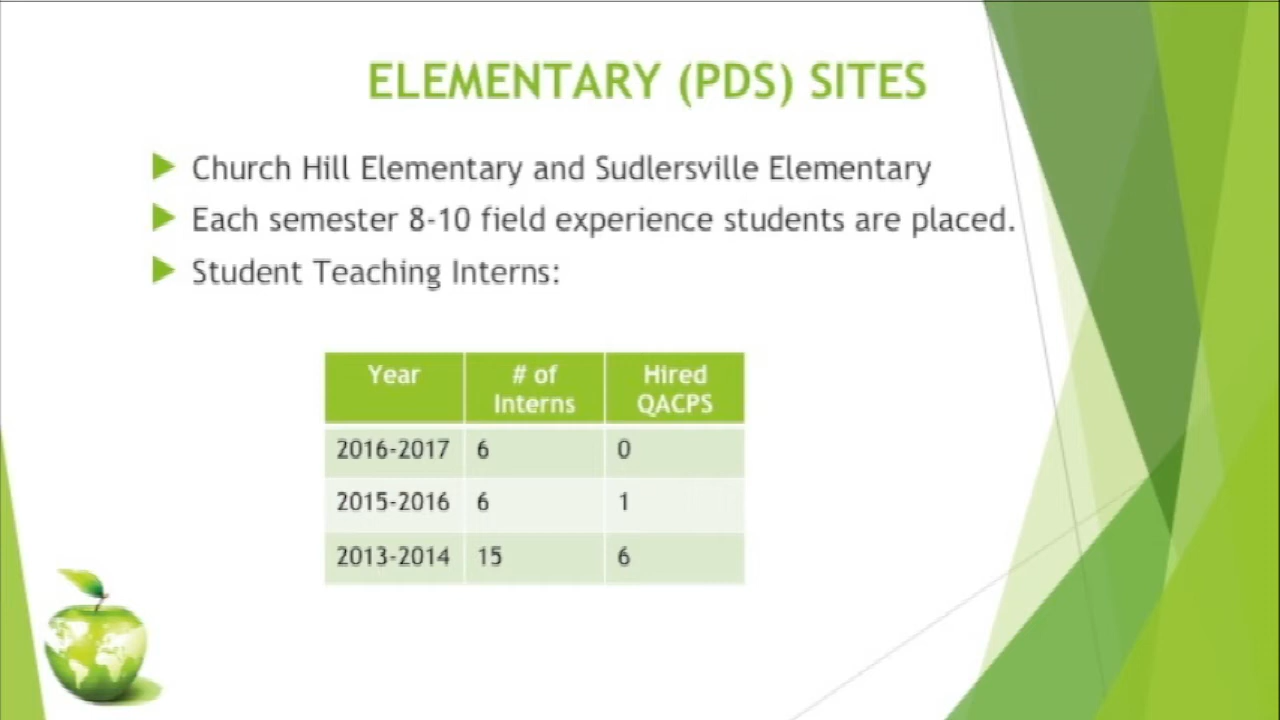 ELEMENTARY (PDS) SITES
Church Hill Elementary and Sudlersville Elementary
Each semester 8-10 field experience students are placed.
Student Teaching Interns:
Year # of Interns Hired QACPS
2016-2017 6 0
2015-2016 6 1
2013-2014 15 6